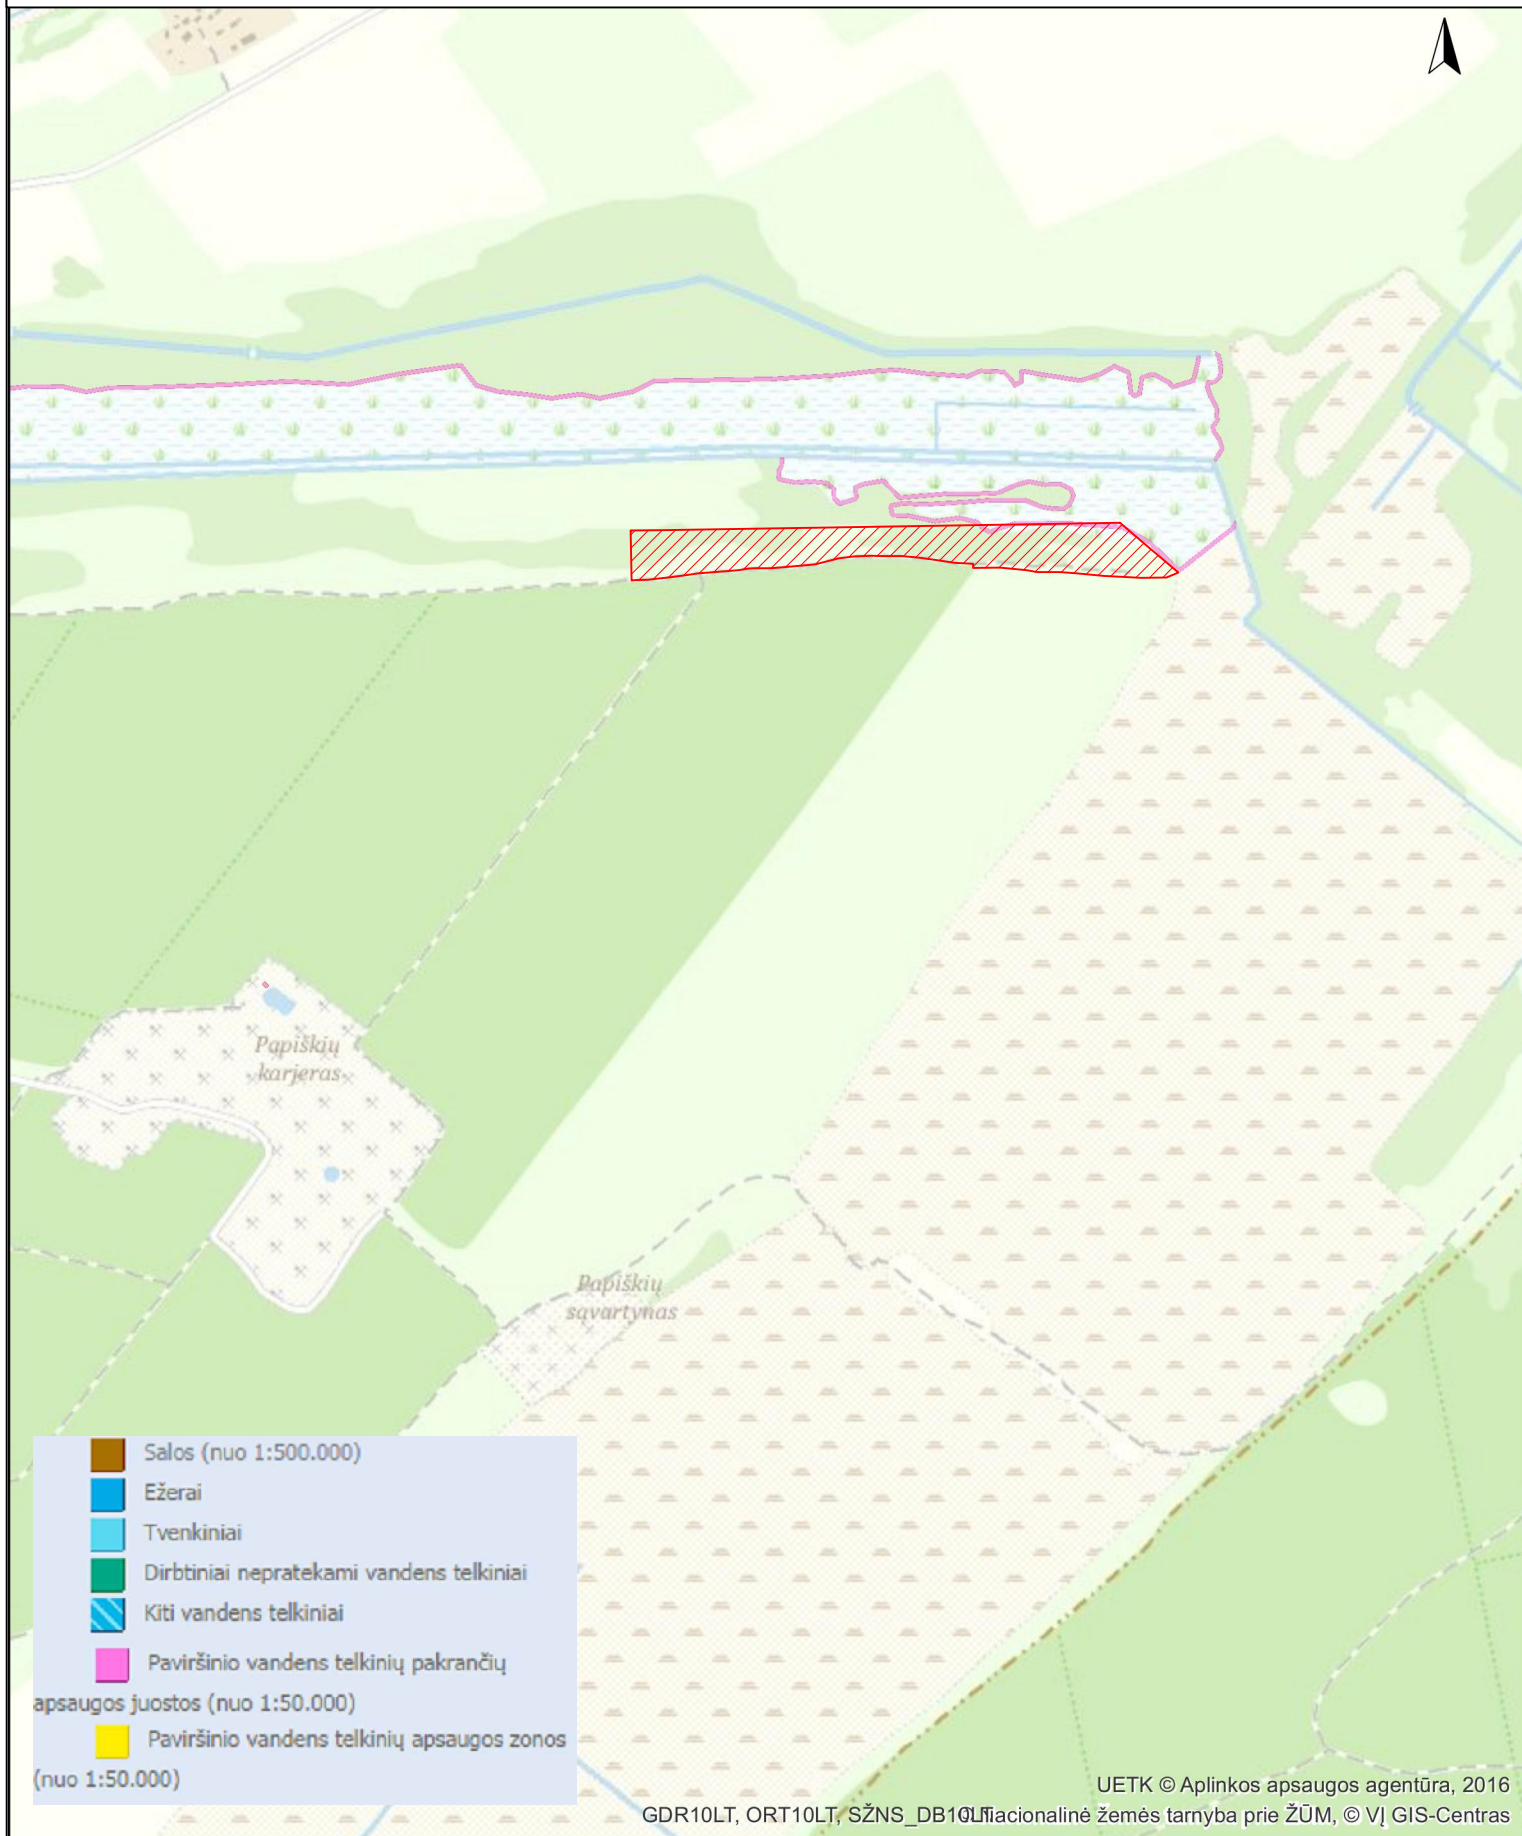 Papiškių
karjeras
Papiškių
sąvartynas
Salos (nuo 1:500.000)
Ežerai
Tvenkiniai
Dirbtiniai nepratekami vandens telkiniai
Kiti vandens telkiniai
Paviršinio vandens telkinių pakrančių
apsaugos juostos (nuo 1:50.000)
Paviršinio vandens telkinių apsaugos zonos
(nuo 1:50.000)
UETK © Aplinkos apsaugos agentūra, 2016
GDR10LT, ORT10LT, SŽNS_DB10LT © Nacionalinė žemės tarnyba prie ŽŪM, © VĮ GIS-Centras